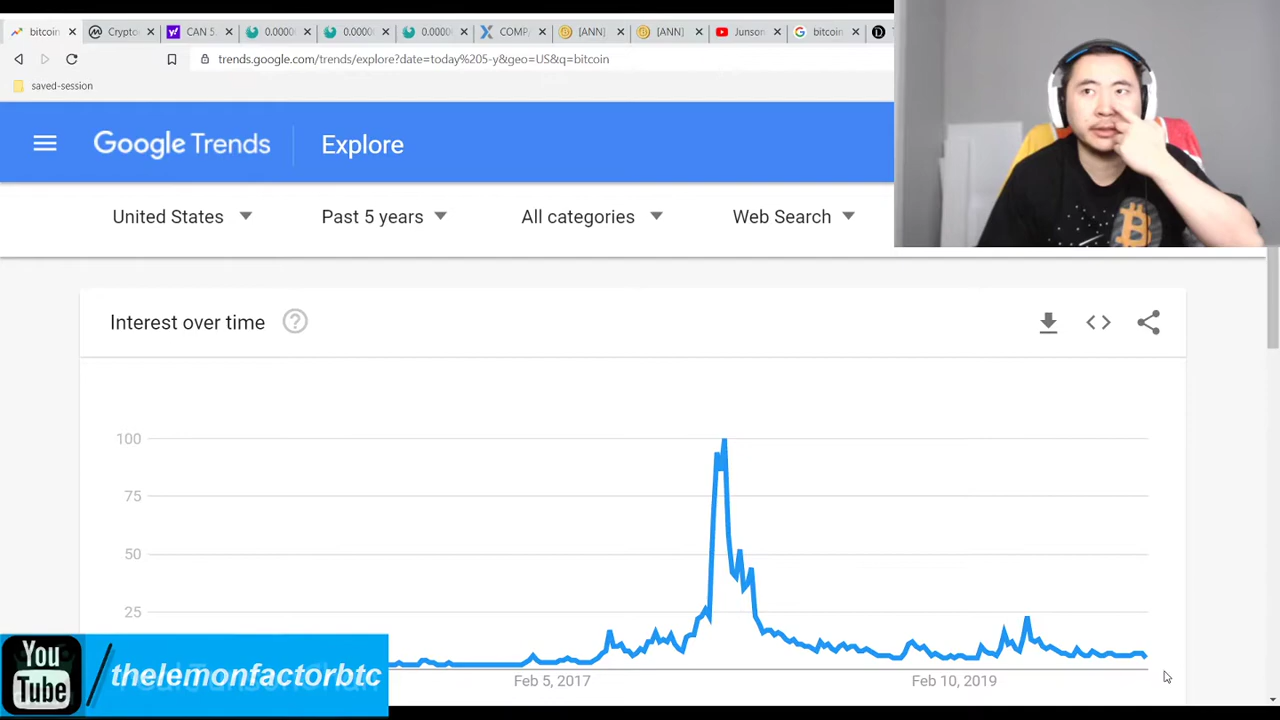 bitcoin
Crypto
CAN 5.
0.0000
0.0000
0.0000
COMP
[ANN]
[ANN]
Junson
bitcoin
trends.google.com/trends/explore?date=today%205-y&geo=US&q=bitcoin
saved-session
Google Trends
Explore
United States
Past 5 years
All categories
Web Search
Interest over time
?
100
75
50
25
Feb 5, 2017
Feb 10, 2019
You
Tube
/thelemonfactorbtc